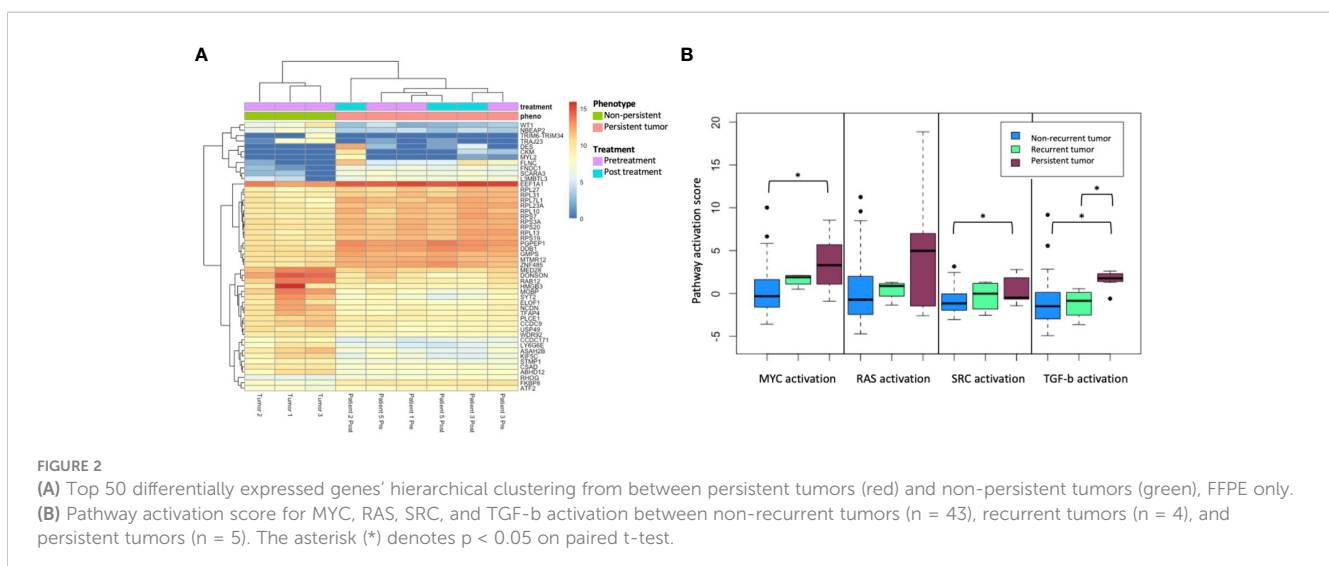 A
treatment
pheno
WT1
NBEAP2
TRIM6-TRIM34
TRAJ23
DES
CKM
MYL2
FLNC
FNDC1
SCARA3
L3MBTL3
EEF1A1
RPL27
RPL31
RPL7L1
RPL23A
RPL10
RPS7
RPS3A
RPS20
RPL13
RPS19
PGPEP1
DDB1
GMPS
MTMR12
ZNF485
MED28
DONSON
RAB12
HMGB3
MOBP
SYT2
ELOF1
NCDN
TFAP4
PLCE1
CCDC9
USP49
WDR92
CCDC171
LY6G6E
ASAH2B
KIF5C
STMP1
CSAD
ABHD12
RHOG
FKBP8
ATF2
Tumor 2
Tumor 1
Tumor 3
Patient 2 Post
Patient 5 Pre
Patient 1 Pre
Patient 5 Post
Patient 3 Post
Patient 3 Pre
15
10
5
0
Phenotype
Non-persistent
Persistent tumor
Treatment
Pretreatment
Post treatment
B
Pathway activation score
20
15
10
5
0
-5
*
*
*
*
Non-recurrent tumor
Recurrent tumor
Persistent tumor
MYC activation
RAS activation
SRC activation
TGF-b activation
FIGURE 2
(A) Top 50 differentially expressed genes' hierarchical clustering from between persistent tumors (red) and non-persistent tumors (green), FFPE only.
(B) Pathway activation score for MYC, RAS, SRC, and TGF-b activation between non-recurrent tumors (n = 43), recurrent tumors (n = 4), and
persistent tumors (n = 5). The asterisk (*) denotes p < 0.05 on paired t-test.